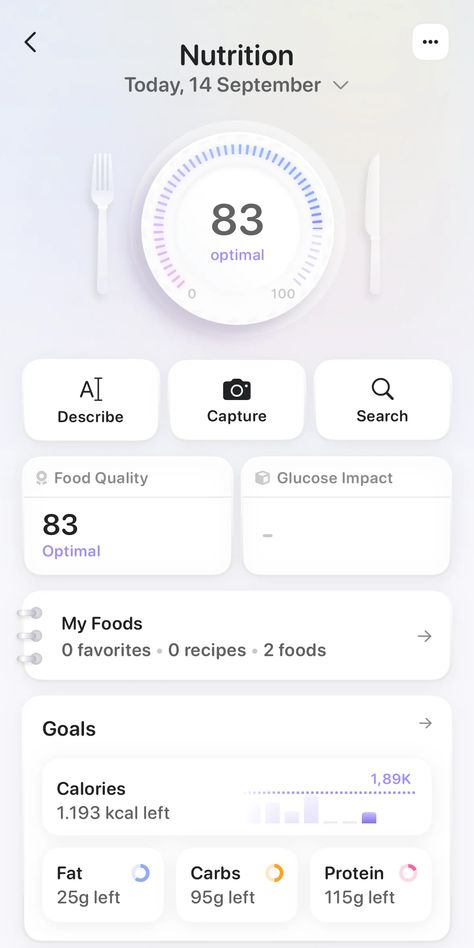 Nutrition
Today, 14 September
83
optimal
0 100
A
Describe
Capture
Search
Food Quality
83
Optimal
Glucose Impact
-
My Foods
0 favorites • 0 recipes • 2 foods
Goals
Calories
1.193 kcal left
1,89K
Fat
25g left
Carbs
95g left
Protein
115g left